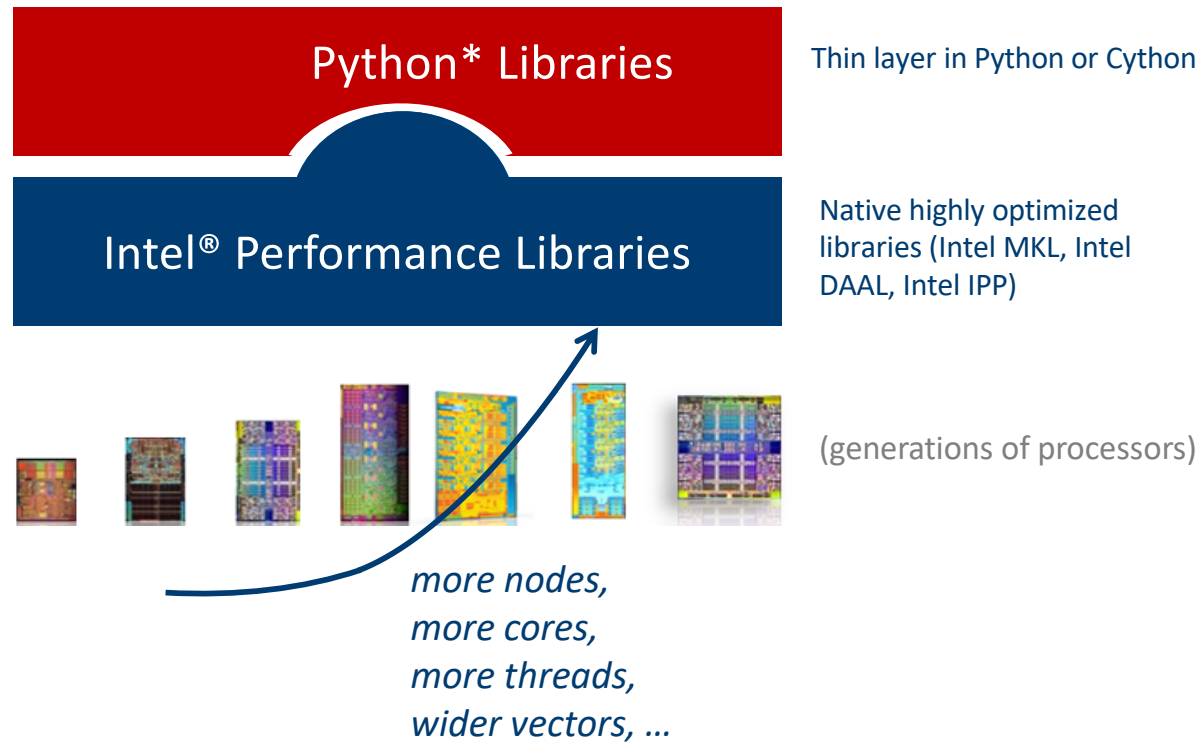 Python* Libraries
Thin layer in Python or Cython
Intel® Performance Libraries
Native highly optimized
libraries (Intel MKL, Intel
DAAL, Intel IPP)
(generations of processors)
more nodes,
more cores,
more threads,
wider vectors, …